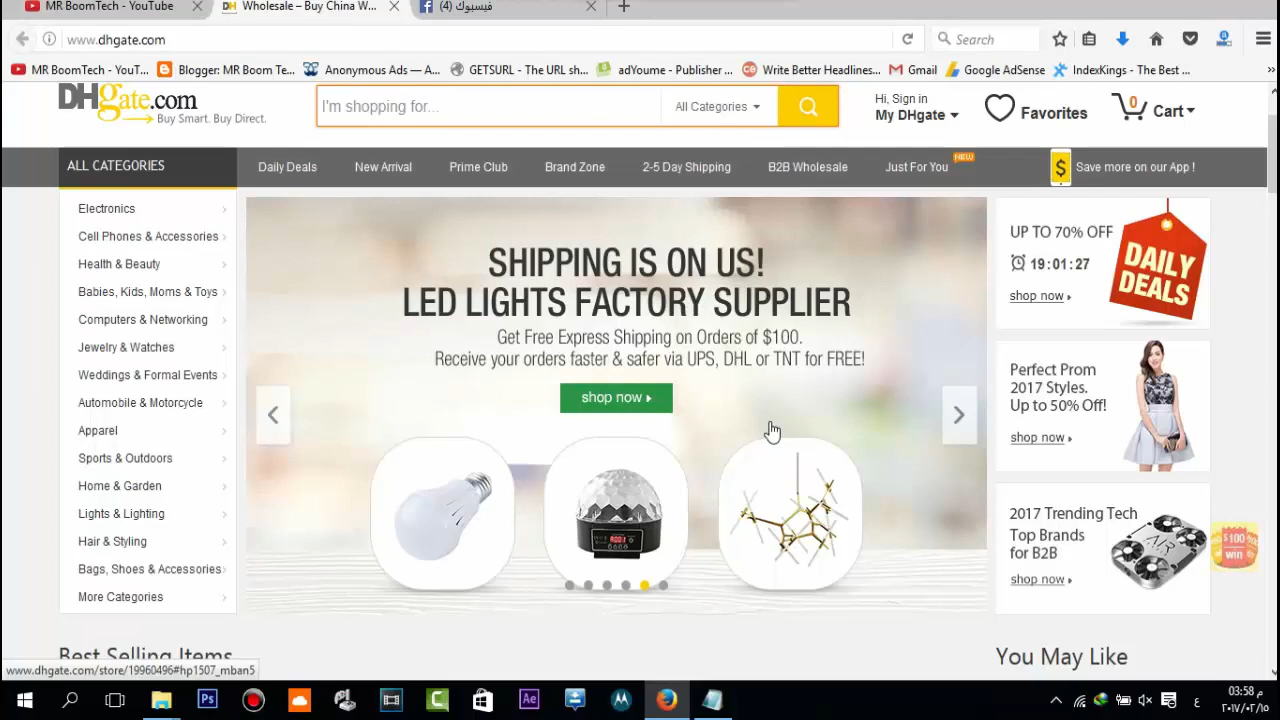 MR BoomTech - YouTube
Wholesale – Buy China W...
(4) فيسبوك
www.dhgate.com
Search
MR BoomTech - YouT...
Blogger: MR Boom Te...
Anonymous Ads — A...
GETSURL - The URL sh...
adYoume - Publisher ...
Write Better Headlines...
Gmail
Google AdSense
IndexKings - The Best ...
DHgate.com
Buy Smart. Buy Direct.
I'm shopping for...
All Categories
Hi, Sign in
My DHgate
Favorites
0
Cart
ALL CATEGORIES
Daily Deals
New Arrival
Prime Club
Brand Zone
2-5 Day Shipping
B2B Wholesale
Just For You
NEW
$
Save more on our App !
Electronics
Cell Phones & Accessories
Health & Beauty
Babies, Kids, Moms & Toys
Computers & Networking
Jewelry & Watches
Weddings & Formal Events
Automobile & Motorcycle
Apparel
Sports & Outdoors
Home & Garden
Lights & Lighting
Hair & Styling
Bags, Shoes & Accessories
More Categories
SHIPPING IS ON US!
LED LIGHTS FACTORY SUPPLIER
Get Free Express Shipping on Orders of $100.
Receive your orders faster & safer via UPS, DHL or TNT for FREE!
shop now
UP TO 70% OFF
19:01:27
shop now
DAILY
DEALS
Perfect Prom
2017 Styles.
Up to 50% Off!
shop now
2017 Trending Tech
Top Brands
for B2B
shop now
AIR
$100
win
Best Selling Items
You May Like
www.dhgate.com/store/19960496#hp1507_mban5
Ps
C
Ae
ع
03:58 م
٢٠١٧/٠٢/١٥